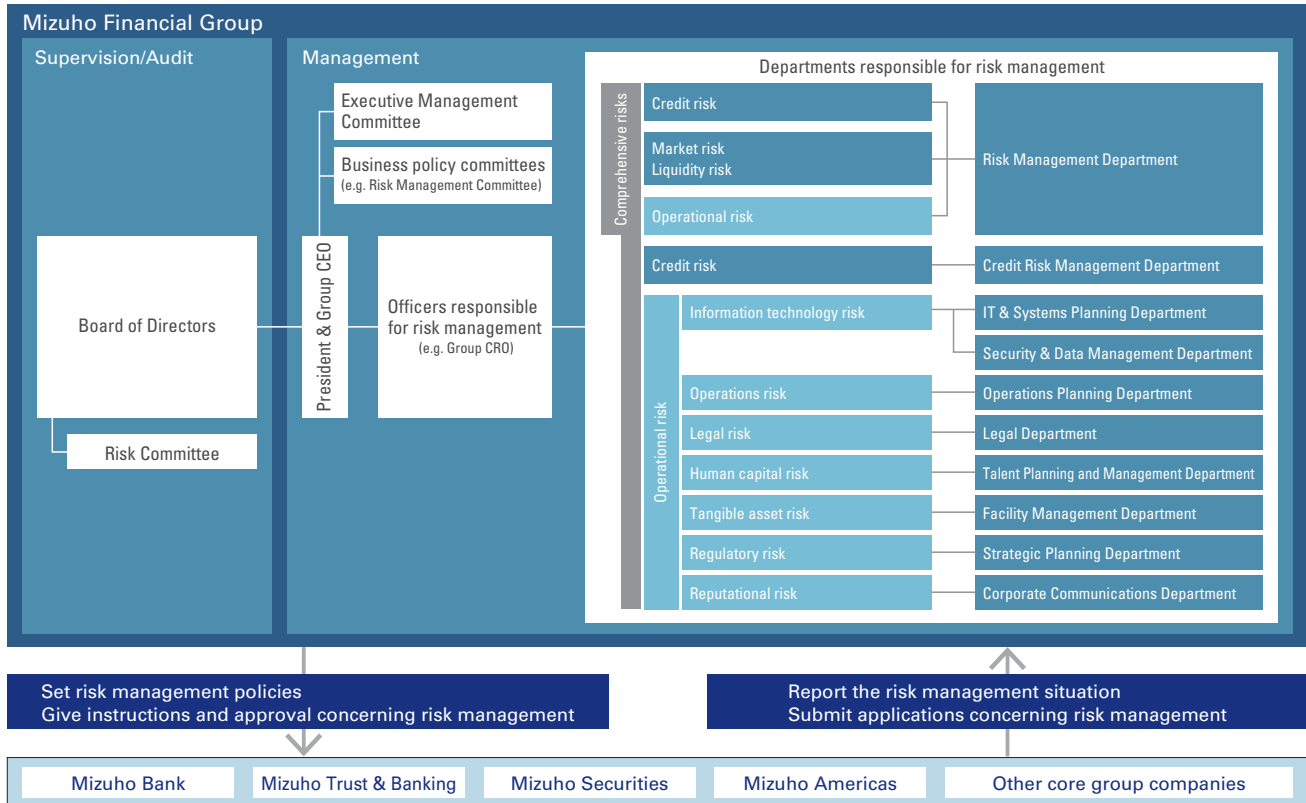 Mizuho Financial Group
Supervision/Audit
Board of Directors
Risk Committee
Management
Executive Management
Committee
Business policy committees
(e.g. Risk Management Committee)
President & Group CEO
Officers responsible
for risk management
(e.g. Group CRO)
Departments responsible for risk management
Comprehensive risks
Credit risk
Market risk
Liquidity risk
Operational risk
Risk Management Department
Credit risk
Credit Risk Management Department
Operational risk
Information technology risk
IT & Systems Planning Department
Security & Data Management Department
Operations risk
Operations Planning Department
Legal risk
Legal Department
Human capital risk
Talent Planning and Management Department
Tangible asset risk
Facility Management Department
Regulatory risk
Strategic Planning Department
Reputational risk
Corporate Communications Department
Set risk management policies
Give instructions and approval concerning risk management
Report the risk management situation
Submit applications concerning risk management
Mizuho Bank
Mizuho Trust & Banking
Mizuho Securities
Mizuho Americas
Other core group companies